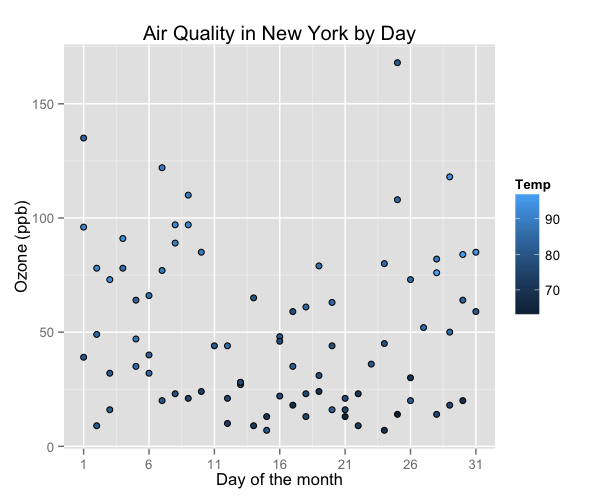 Air Quality in New York by Day
Ozone (ppb)
150
100
50
0
1 6 11 16 21 26 31
Day of the month
Temp
90
80
70